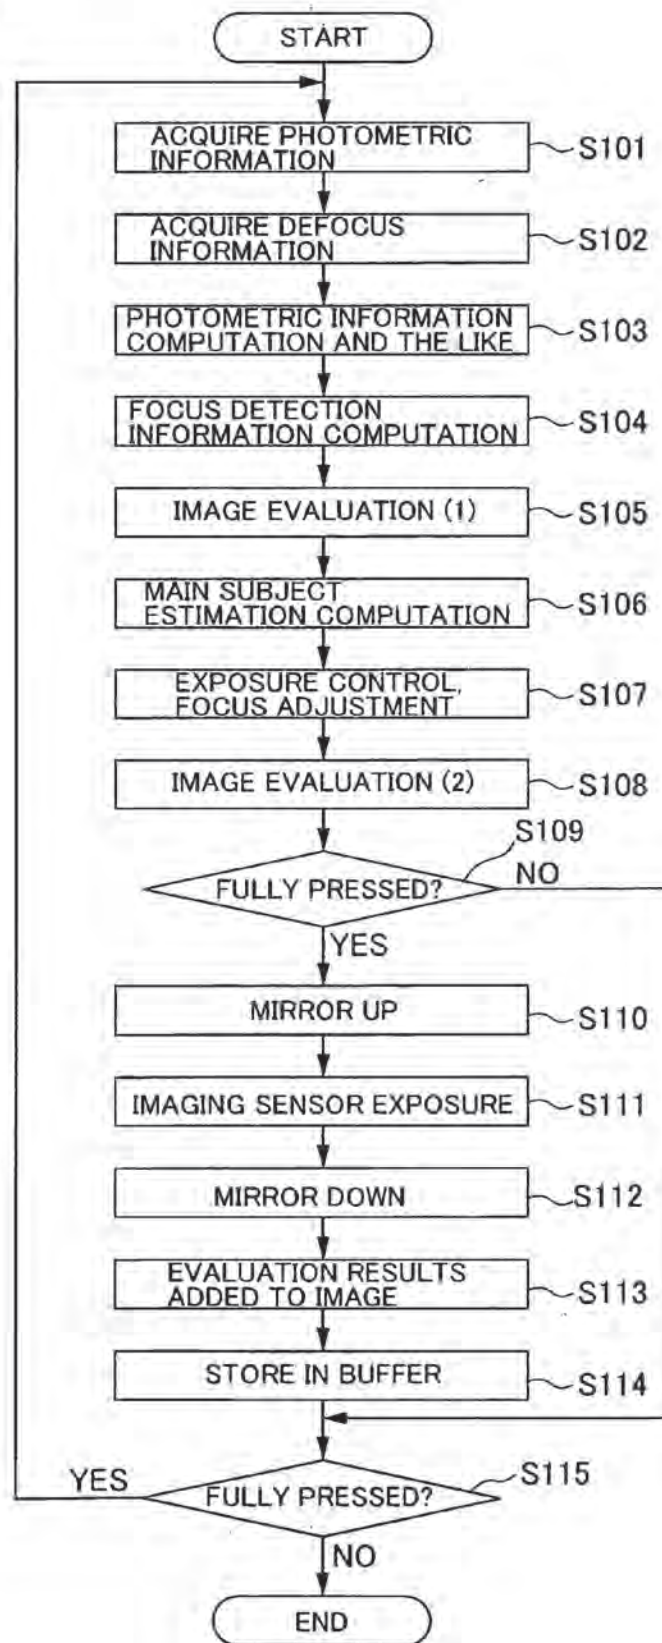 START
ACQUIRE PHOTOMETRIC
INFORMATION
S101
ACQUIRE DEFOCUS
INFORMATION
S102
PHOTOMETRIC INFORMATION
COMPUTATION AND THE LIKE
S103
FOCUS DETECTION
INFORMATION COMPUTATION
S104
IMAGE EVALUATION (1)
S105
MAIN SUBJECT
ESTIMATION COMPUTATION
S106
EXPOSURE CONTROL,
FOCUS ADJUSTMENT
S107
IMAGE EVALUATION (2)
S108
S109
FULLY PRESSED?
NO
YES
MIRROR UP
S110
IMAGING SENSOR EXPOSURE
S111
MIRROR DOWN
S112
EVALUATION RESULTS
ADDED TO IMAGE
S113
STORE IN BUFFER
S114
YES
FULLY PRESSED?
S115
NO
END